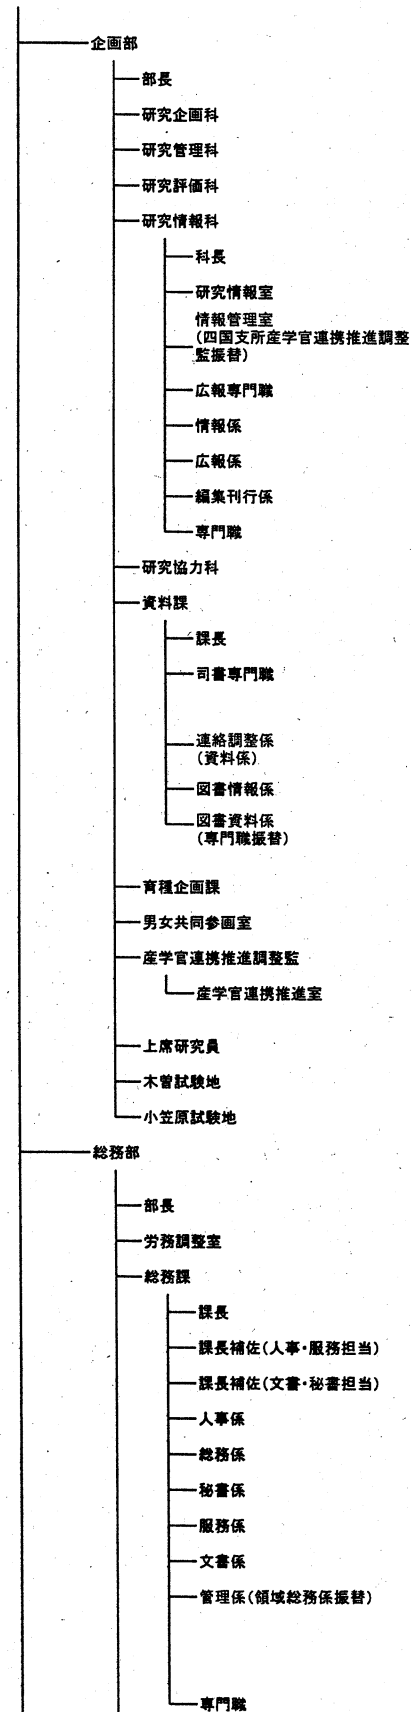 企画部
部長
研究企画科
研究管理科
研究評価科
研究情報科
科長
研究情報室
情報管理室
(四国支所産学官連携推進調整
監振替)
広報専門職
情報係
広報係
編集刊行係
専門職
研究協力科
資料課
課長
司書専門職
連絡調整係
(資料係)
図書情報係
図書資料係
(専門職振替)
育種企画課
男女共同参画室
産学官連携推進調整監
産学官連携推進室
上席研究員
木曽試験地
小笠原試験地
総務部
部長
労務調整室
総務課
課長
課長補佐(人事・服務担当)
課長補佐(文書・秘書担当)
人事係
総務係
秘書係
服務係
文書係
管理係(領域総務係振替)
専門職